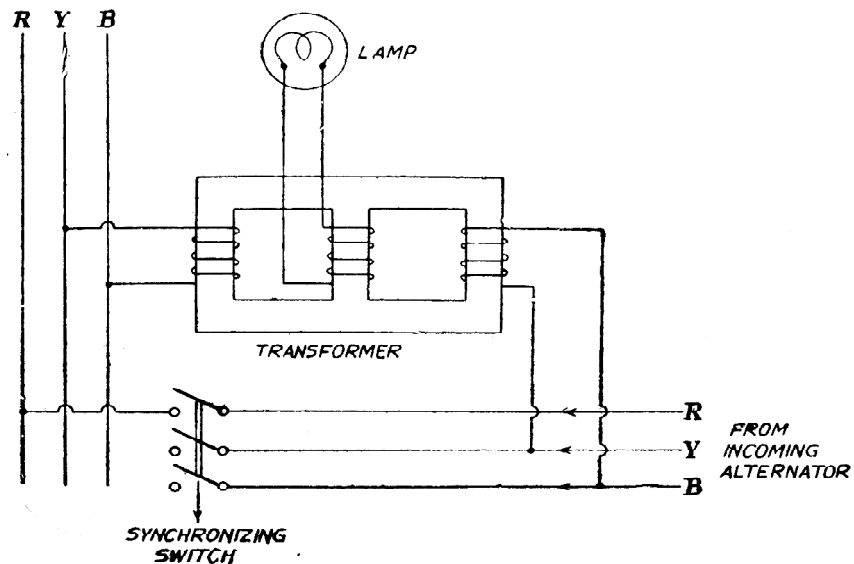 R Y B
LAMP
TRANSFORMER
R
Y
B
FROM
INCOMING
ALTERNATOR
SYNCHRONIZING
SWITCH